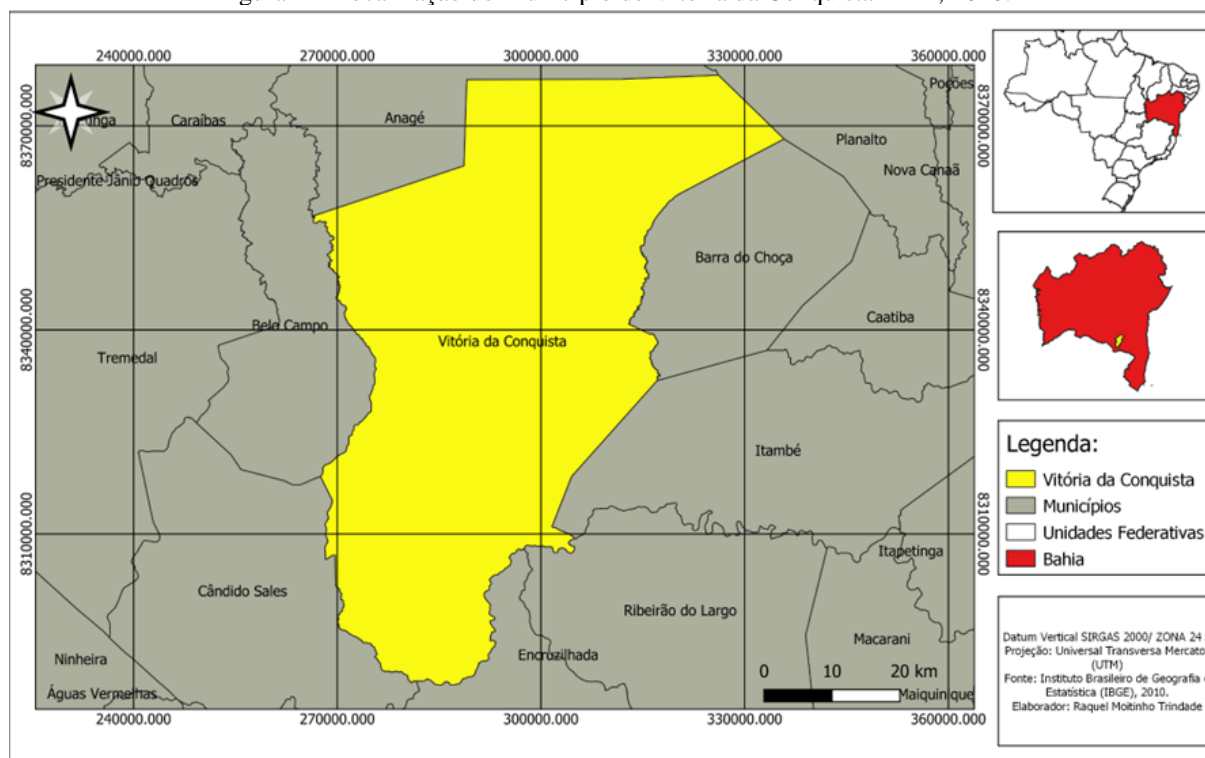 240000.000 270000.000 300000.000 330000.000 360000.000
8370000.000 8370000.000
Poções
Caraíbas Anagé
Planalto
Nova Canaã
Presidente Jânio Quadros
Barra do Choça
Caatiba
Belo Campo
8340000.000 8340000.000
Vitória da Conquista
Tremedal
Itambé
8310000.000 8310000.000
Itapetinga
Cândido Sales
Ribeirão do Largo
Macarani
Encruzilhada
Ninheira
Águas Vermelhas
0 10 20 km
Maiquinique
240000.000 270000.000 300000.000 330000.000 360000.000
Legenda:
Vitória da Conquista
Municípios
Unidades Federativas
Bahia
Datum Vertical SIRGAS 2000/ ZONA 24
Projeção: Universal Transversa Mercato
(UTM)
Fonte: Instituto Brasileiro de Geografia
Estatística (IBGE), 2010.
Elaborador: Raquel Moitinho Trindade